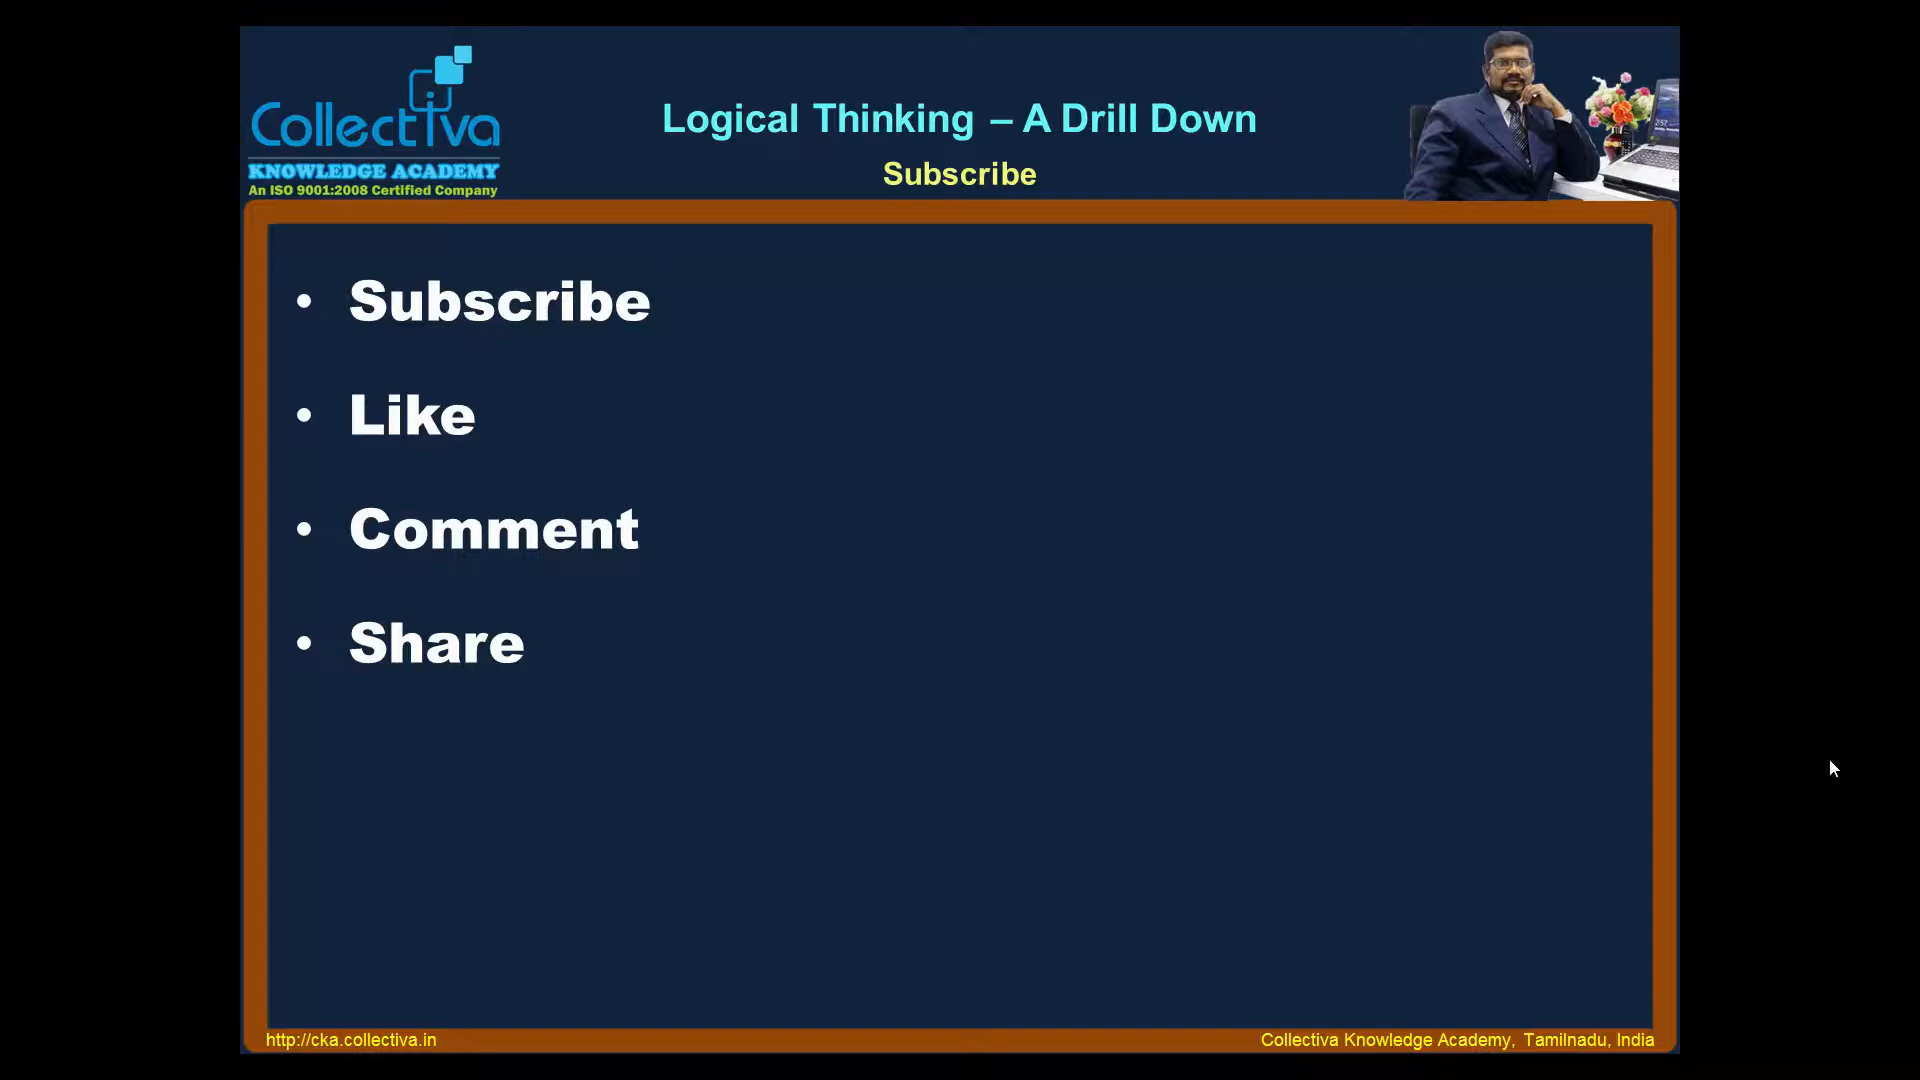 Collectiva
KNOWLEDGE ACADEMY
An ISO 9001:2008 Certified Company
Logical Thinking – A Drill Down
Subscribe
• Subscribe
• Like
• Comment
• Share
http://cka.collectiva.in
Collectiva Knowledge Academy, Tamilnadu, India